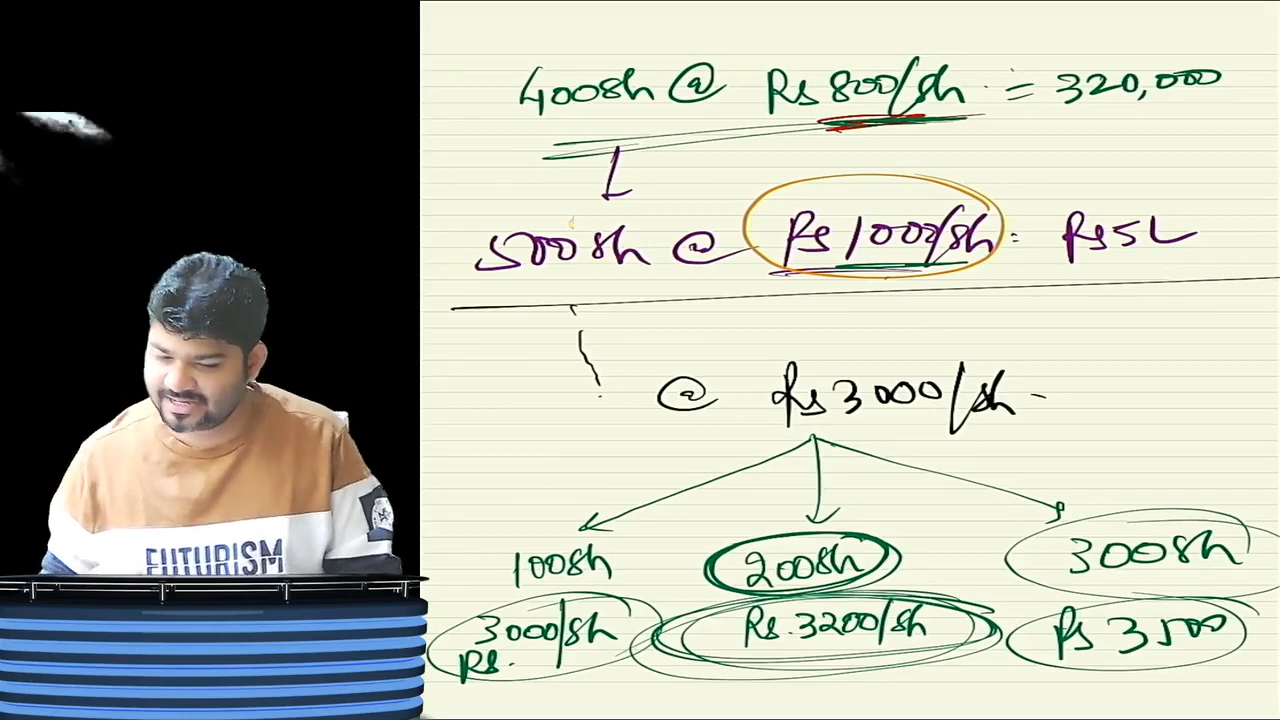 400sh @ Rs 800/sh = 320,000
500sh @ Rs 1000/sh = Rs 5L
@ Rs 3000/sh -
100sh 200sh 300sh
3000/sh Rs. 3200/sh Rs 3500
Rs.
FUTURISM